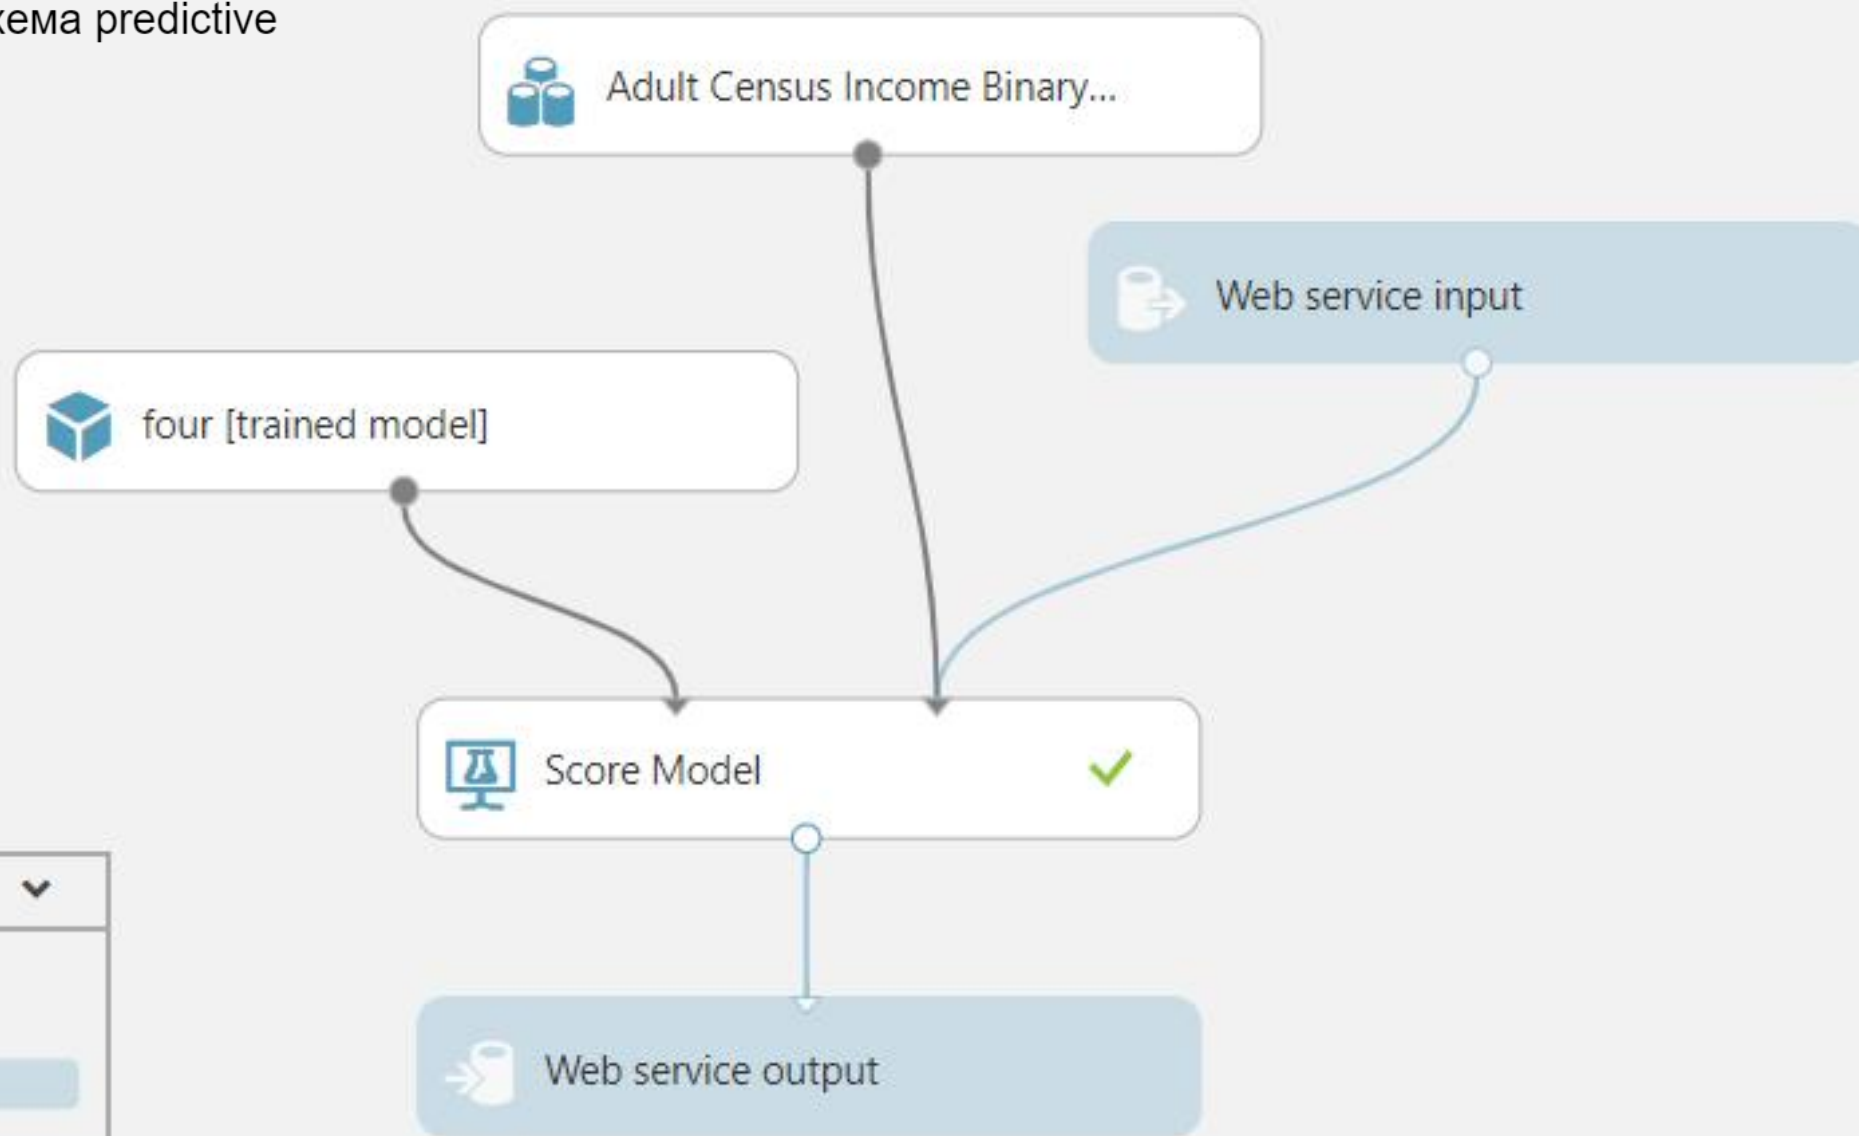 хема predictive
Adult Census Income Binary...
Web service input
four [trained model]
Score Model
Web service output